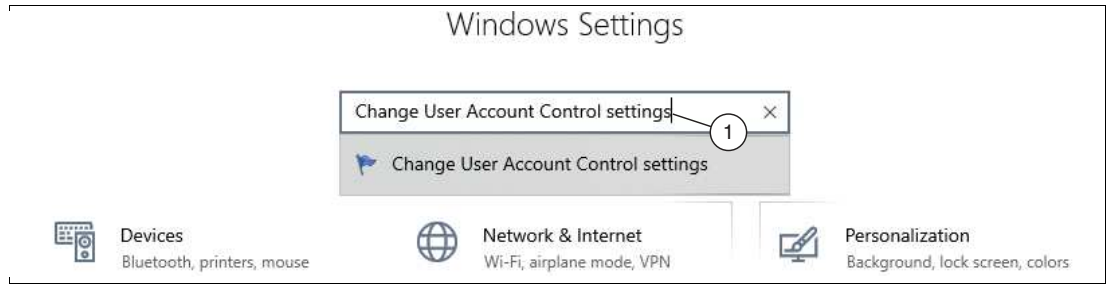 Windows Settings
Change User Account Control settings
1
Change User Account Control settings
Devices
Bluetooth, printers, mouse
Network & Internet
Wi-Fi, airplane mode, VPN
Personalization
Background, lock screen, colors